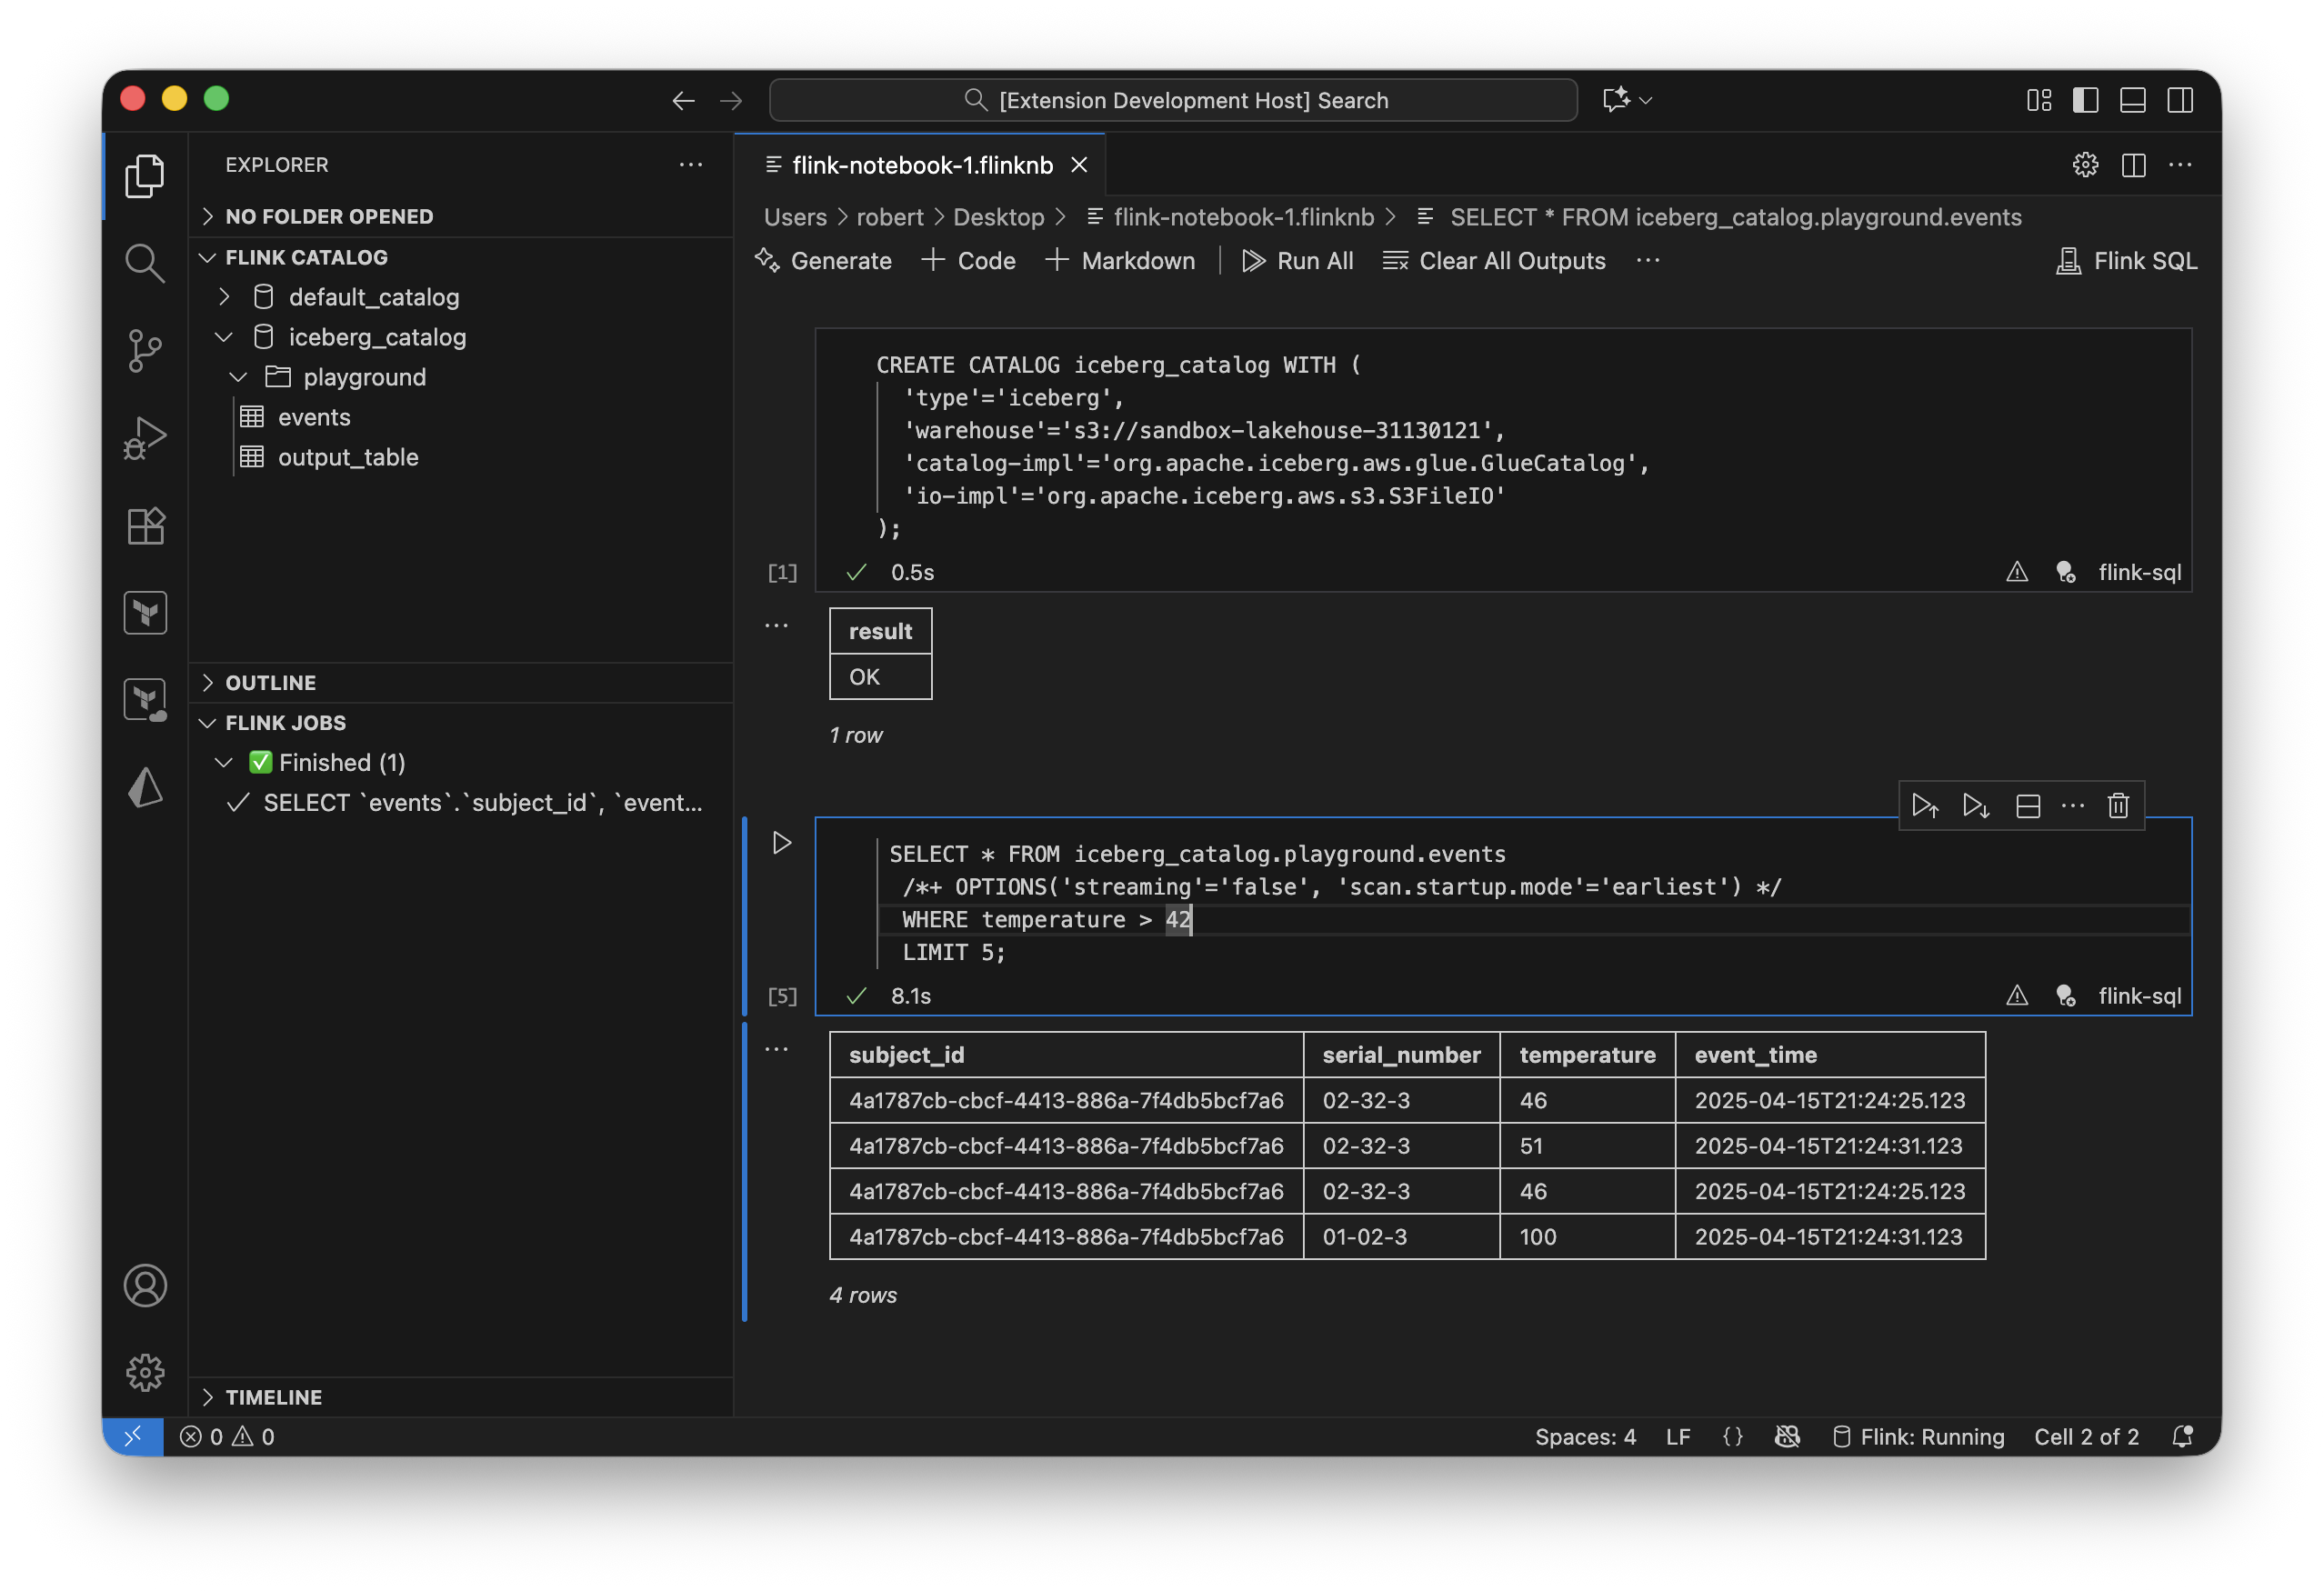 [Extension Development Host] Search
EXPLORER
NO FOLDER OPENED
FLINK CATALOG
default_catalog
iceberg_catalog
playground
events
output_table
OUTLINE
FLINK JOBS
✅ Finished (1)
SELECT `events`.`subject_id`, `event...
TIMELINE
flink-notebook-1.flinknb
Users > robert > Desktop > flink-notebook-1.flinknb > SELECT * FROM iceberg_catalog.playground.events
Generate + Code + Markdown | Run All Clear All Outputs ... Flink SQL
CREATE CATALOG iceberg_catalog WITH (
'type'='iceberg',
'warehouse'='s3://sandbox-lakehouse-31130121',
'catalog-impl'='org.apache.iceberg.aws.glue.GlueCatalog',
'io-impl'='org.apache.iceberg.aws.s3.S3FileIO'
);
[1] 0.5s flink-sql
result
OK
1 row
SELECT * FROM iceberg_catalog.playground.events
/*+ OPTIONS('streaming'='false', 'scan.startup.mode'='earliest') */
WHERE temperature > 42
LIMIT 5;
[5] 8.1s flink-sql
subject_id serial_number temperature event_time
4a1787cb-cbcf-4413-886a-7f4db5bcf7a6 02-32-3 46 2025-04-15T21:24:25.123
4a1787cb-cbcf-4413-886a-7f4db5bcf7a6 02-32-3 51 2025-04-15T21:24:31.123
4a1787cb-cbcf-4413-886a-7f4db5bcf7a6 02-32-3 46 2025-04-15T21:24:25.123
4a1787cb-cbcf-4413-886a-7f4db5bcf7a6 01-02-3 100 2025-04-15T21:24:31.123
4 rows
0 0 Spaces: 4 LF {} Flink: Running Cell 2 of 2